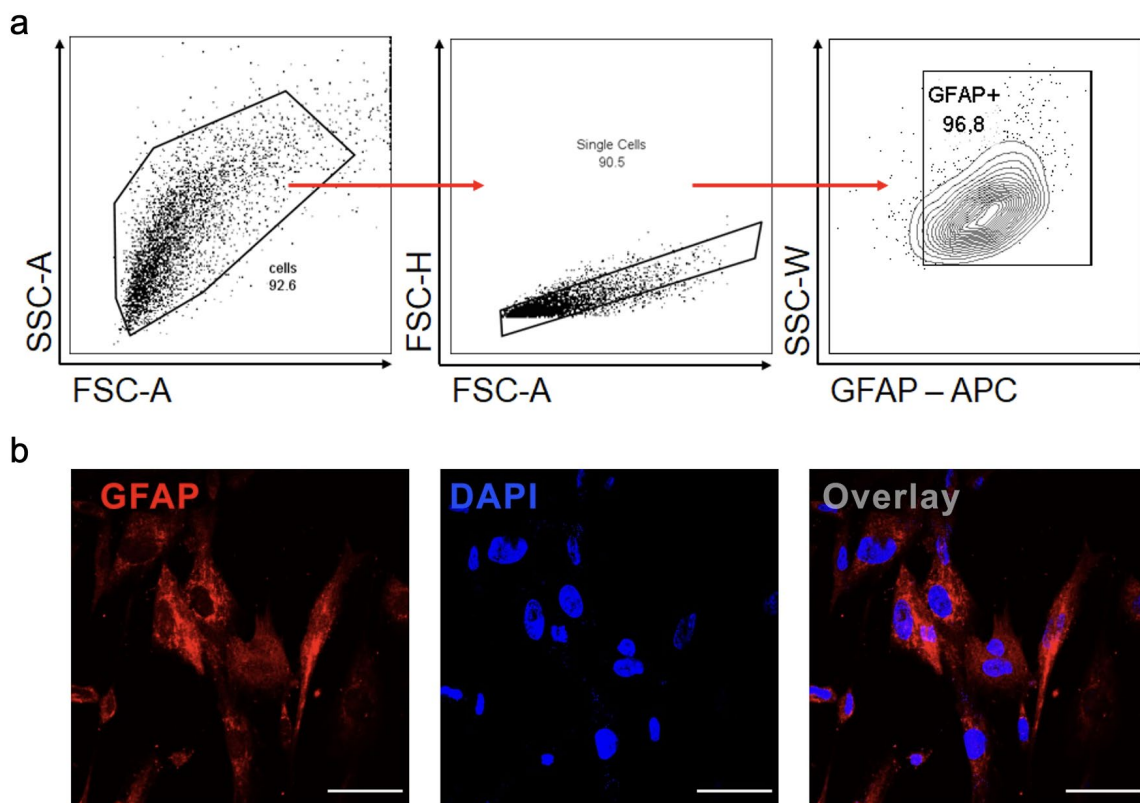 a
SSC-A
cells
92.6
FSC-A
FSC-H
Single Cells
90.5
FSC-A
SSC-W
GFAP+
96,8
GFAP – APC
b
GFAP
DAPI
Overlay